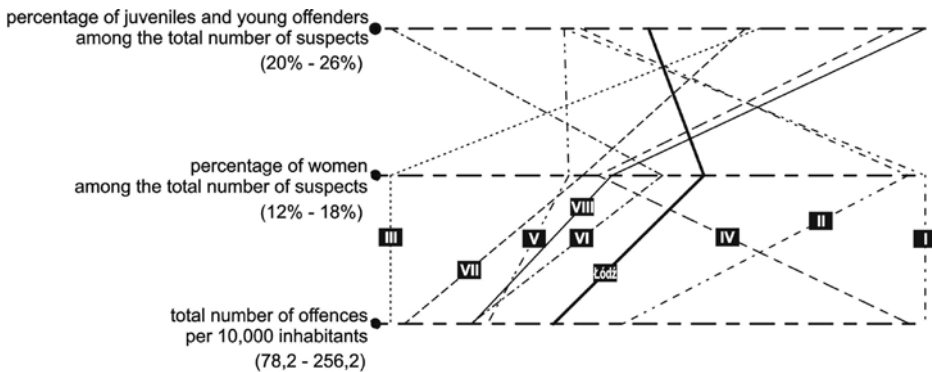 percentage of juveniles and young offenders
among the total number of suspects
(20% - 26%)
percentage of women
among the total number of suspects
(12% - 18%)
VIII
II
III
V
VI
IV
I
VII
Łódź
total number of offences
per 10,000 inhabitants
(78,2 - 256,2)